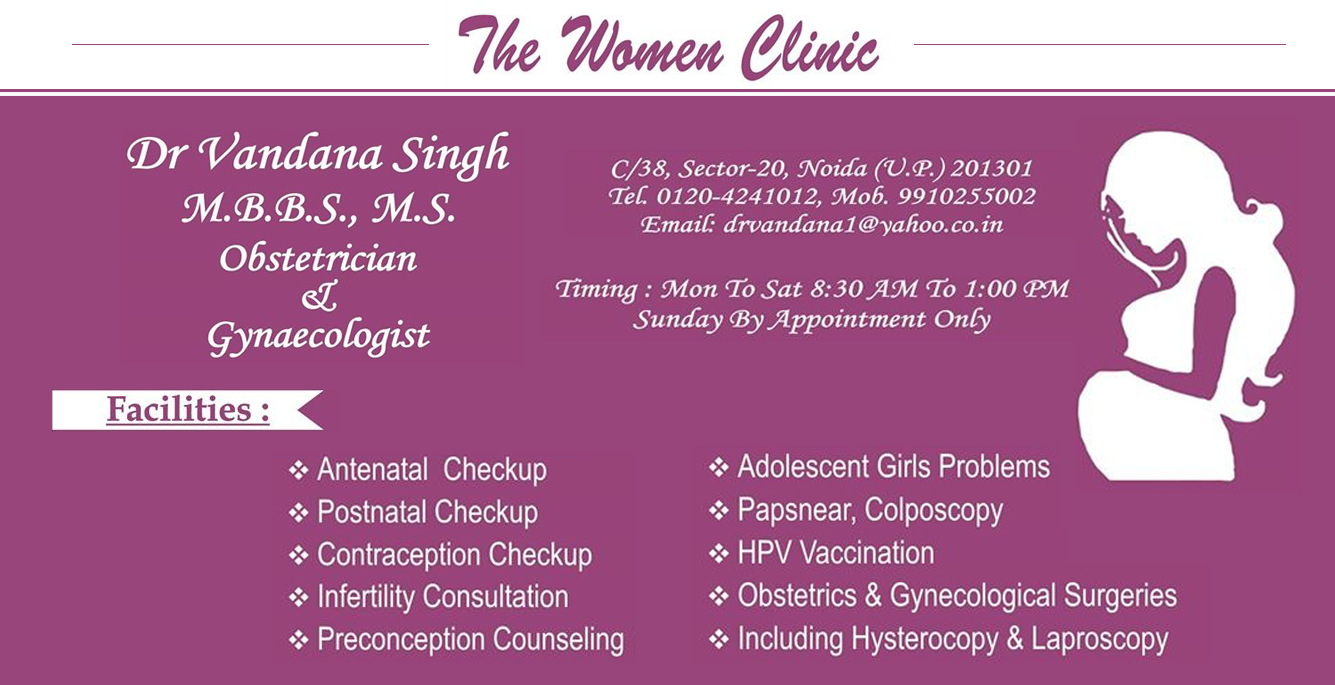 The Women Clinic
Dr Vandana Singh
M.B.B.S., M.S.
Obstetrician
&
Gynaecologist
C/38, Sector-20, Noida (U.P.) 201301
Tel. 0120-4241012, Mob. 9910255002
Email: drvandana1@yahoo.co.in
Timing : Mon To Sat 8:30 AM To 1:00 PM
Sunday By Appointment Only
Facilities :
❖ Antenatal Checkup
❖ Postnatal Checkup
❖ Contraception Checkup
❖ Infertility Consultation
❖ Preconception Counseling
❖ Adolescent Girls Problems
❖ Papsnear, Colposcopy
❖ HPV Vaccination
❖ Obstetrics & Gynecological Surgeries
❖ Including Hysterocopy & Laproscopy